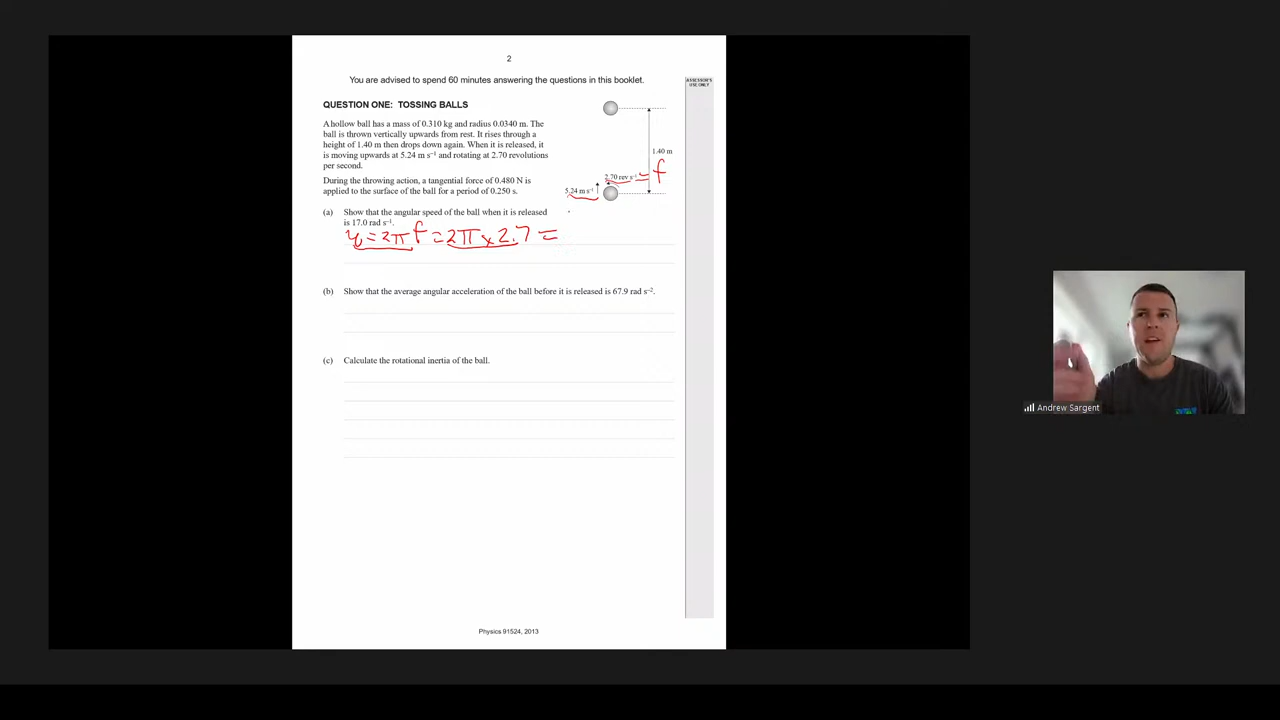 2
You are advised to spend 60 minutes answering the questions in this booklet.
ASSESSOR'S
USE ONLY
QUESTION ONE: TOSSING BALLS
A hollow ball has a mass of 0.310 kg and radius 0.0340 m. The
ball is thrown vertically upwards from rest. It rises through a
height of 1.40 m then drops down again. When it is released, it
is moving upwards at 5.24 m s⁻¹ and rotating at 2.70 revolutions
per second.
1.40 m
2.70 rev s⁻¹ = f
5.24 m s⁻¹
During the throwing action, a tangential force of 0.480 N is
applied to the surface of the ball for a period of 0.250 s.
(a) Show that the angular speed of the ball when it is released
is 17.0 rad s⁻¹.
ω = 2π f = 2π × 2.7 =
(b) Show that the average angular acceleration of the ball before it is released is 67.9 rad s⁻².
(c) Calculate the rotational inertia of the ball.
Andrew Sargent
Physics 91524, 2013